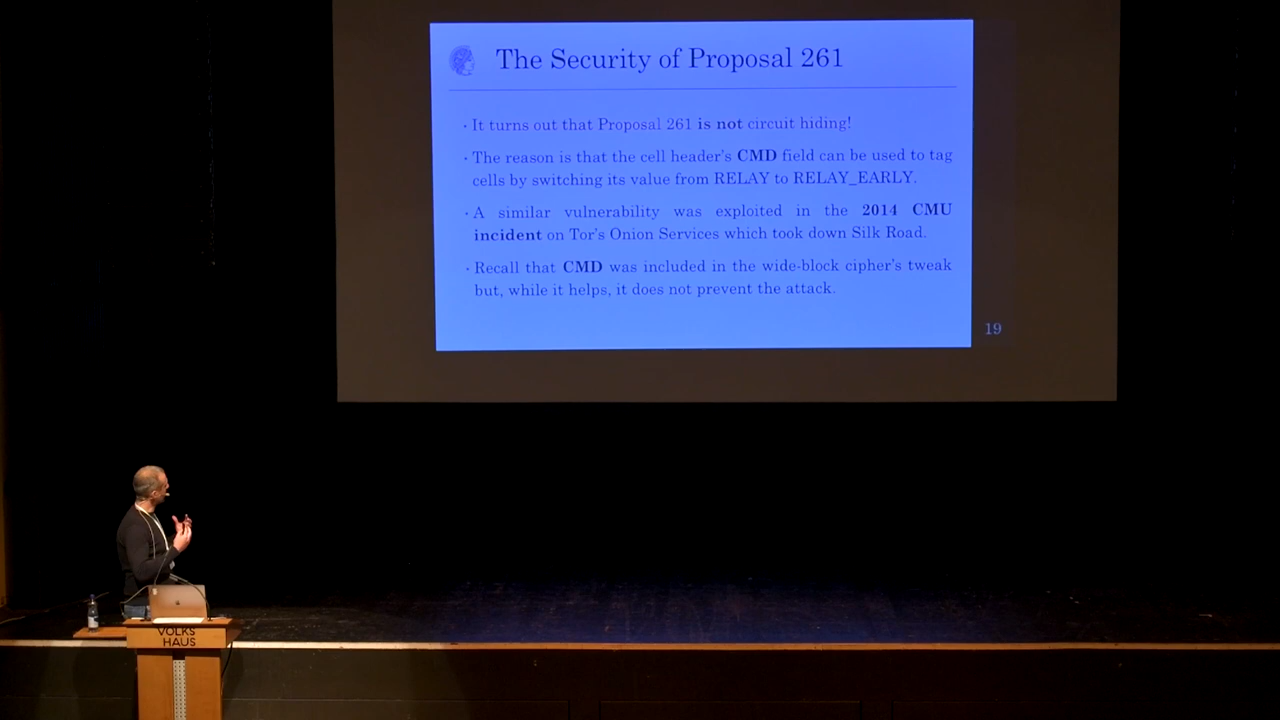 The Security of Proposal 261
· It turns out that Proposal 261 is not circuit hiding!
· The reason is that the cell header's CMD field can be used to tag
cells by switching its value from RELAY to RELAY_EARLY.
· A similar vulnerability was exploited in the 2014 CMU
incident on Tor's Onion Services which took down Silk Road.
· Recall that CMD was included in the wide-block cipher's tweak
but, while it helps, it does not prevent the attack.
19
VOLKS
HAUS